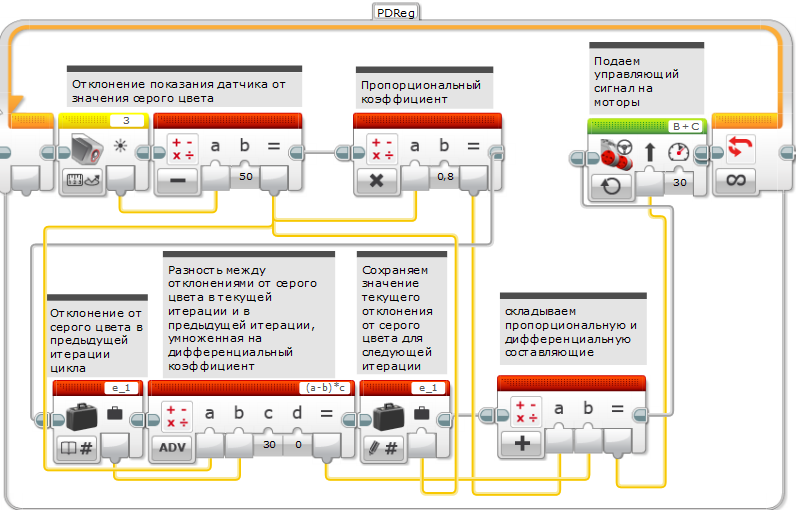 PDReg
Отклонение показания датчика от
значения серого цвета
Пропорциональный
коэффициент
Подаем
управляющий
сигнал на
моторы
3
a b =
50
a b =
0,8
B + C
30
Отклонение от
серого цвета в
предыдущей
итерации
цикла
Разность между
отклонениями от серого
цвета в текущей
итерации и в
предыдущей итерации,
умноженная на
дифференциальный
коэффициент
Сохраняем
значение
текущего
отклонения
от серого
цвета для
следующей
итерации
складываем
пропорциональную и
дифференциальную
составляющие
e_1
#
(a-b)*c
a b c d =
ADV
30 0
e_1
#
a b =